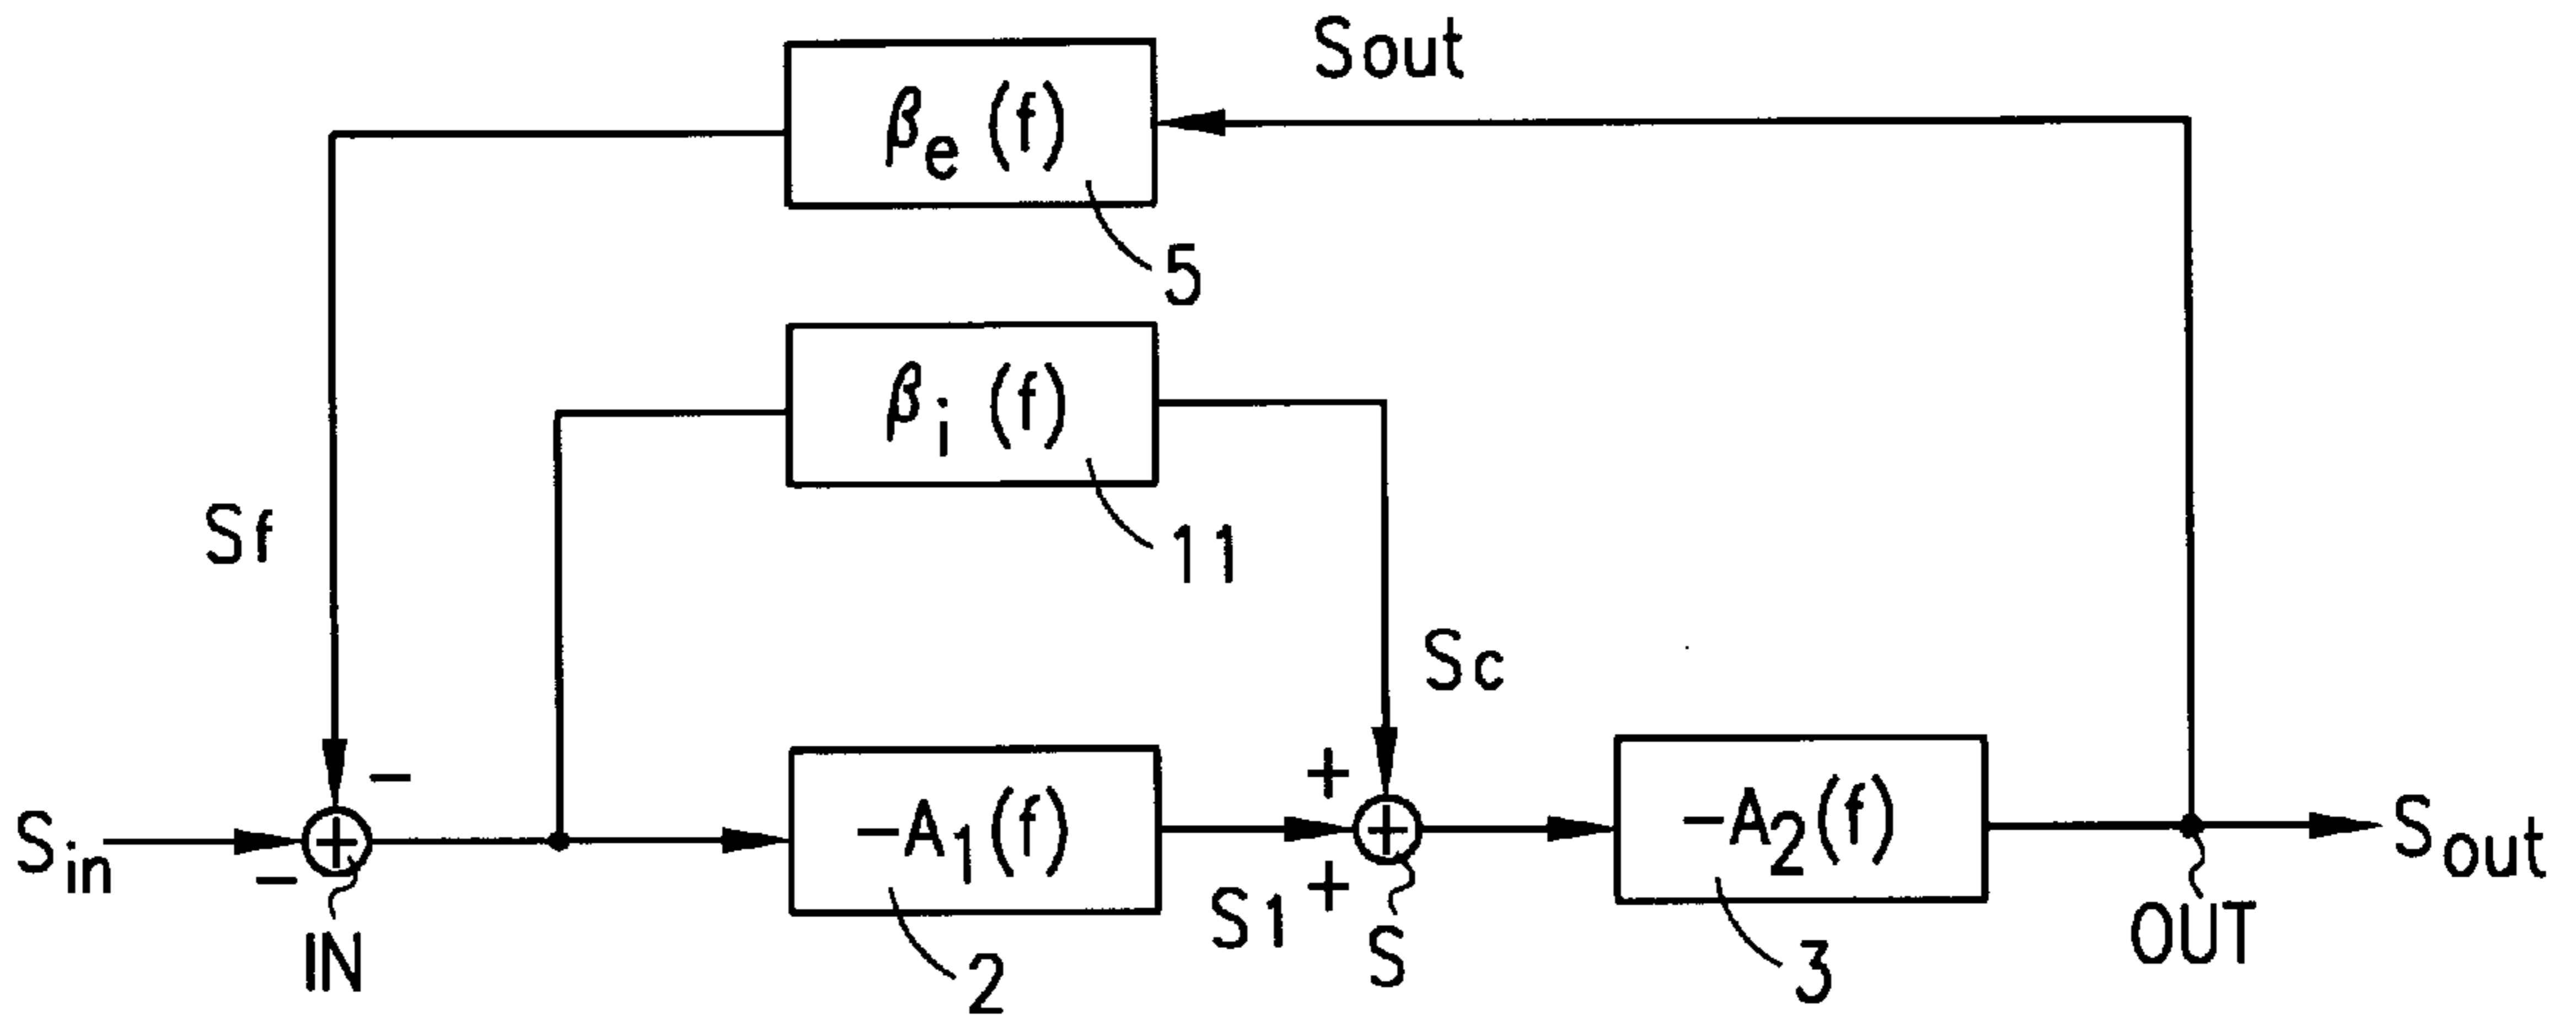 Sout
βe (f)
5
βi (f)
11
Sf
Sc
−
+
Sin
−
−A1(f)
S1
+
−A2(f)
Sout
IN
2
S
3
OUT